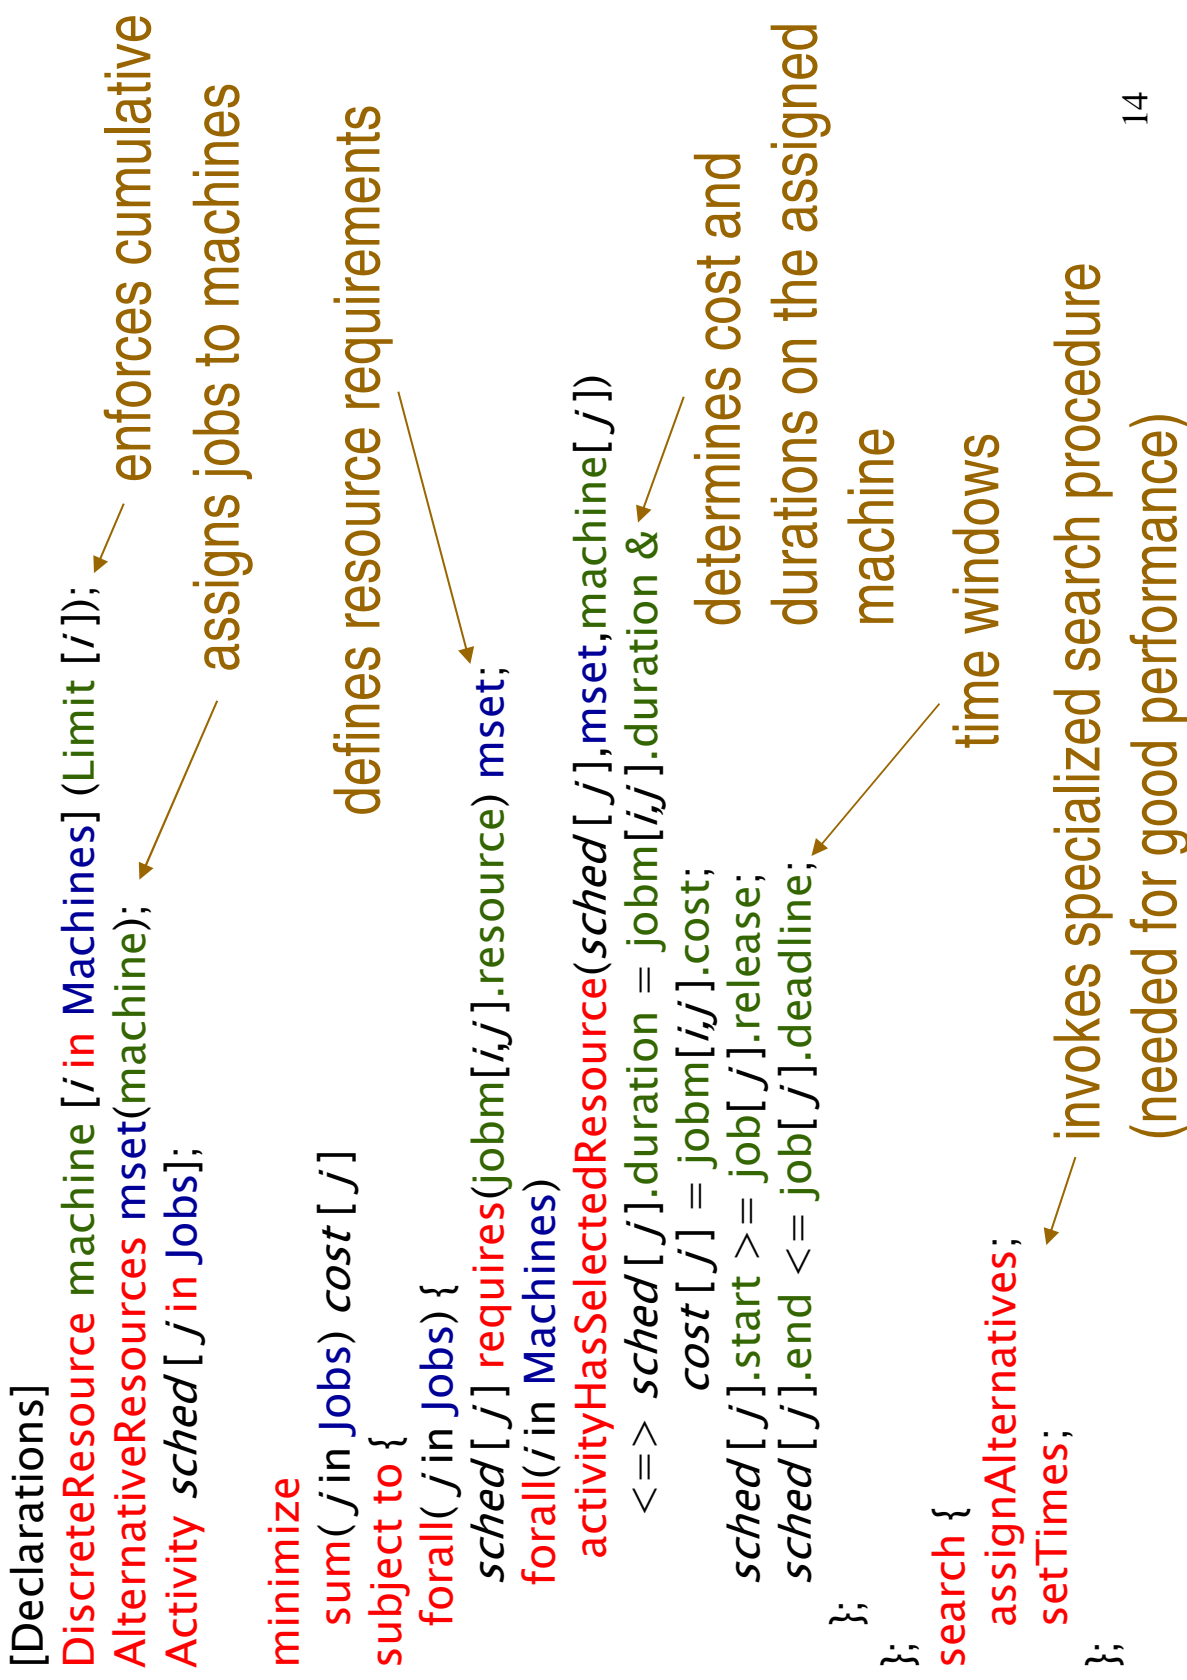 [Declarations]
DiscreteResource machine [i in Machines] (Limit [i]);
AlternativeResources mset(machine);
Activity sched[j in Jobs];
enforces cumulative
assigns jobs to machines
minimize
sum(j in Jobs) cost[j]
subject to {
forall(j in Jobs) {
sched[j] requires(jobm[i,j].resource) mset;
defines resource requirements
forall(i in Machines)
activityHasSelectedResource(sched[j],mset,machine[j])
<=> sched[j].duration = jobm[i,j].duration &
cost[j] = jobm[i,j].cost;
determines cost and
durations on the assigned
machine
sched[j].start >= job[j].release;
sched[j].end <= job[j].deadline;
time windows
};
};
search {
assignAlternatives;
setTimes;
};
invokes specialized search procedure
(needed for good performance)
14